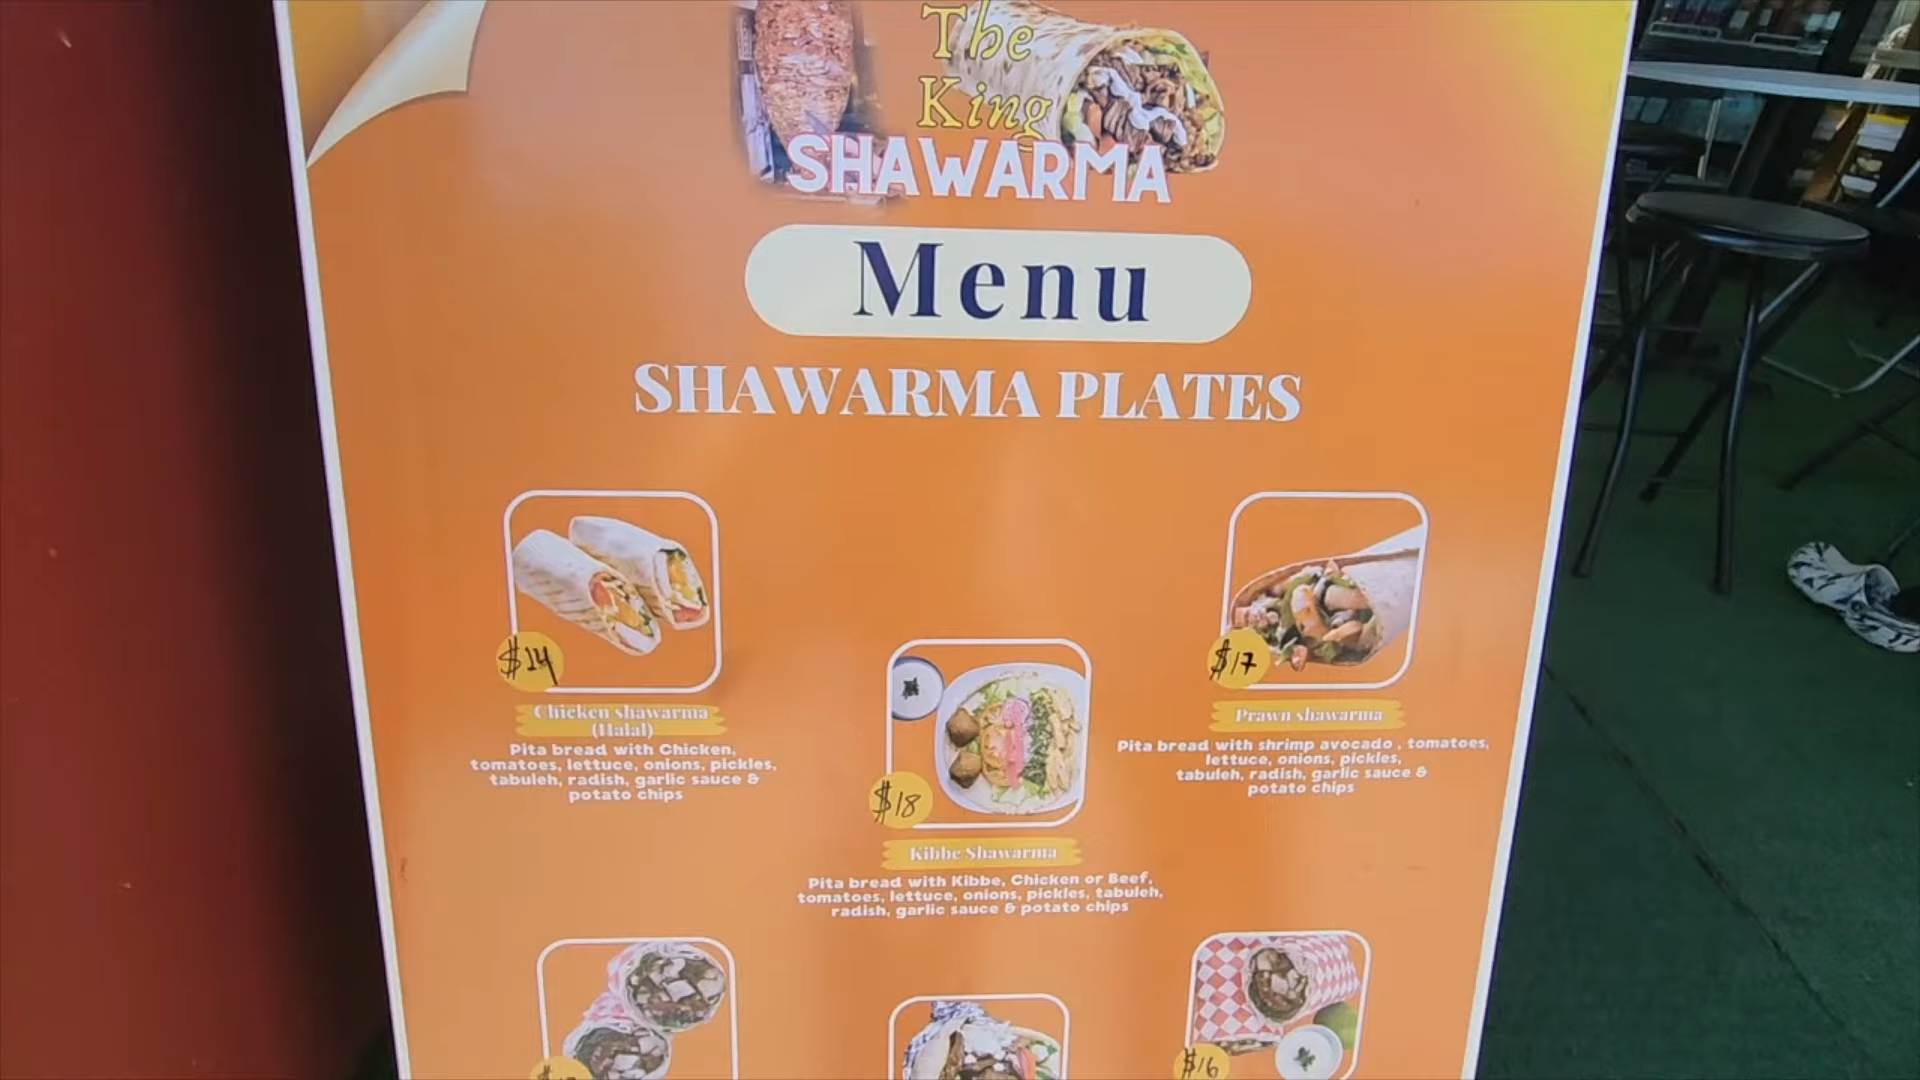 The
King
SHAWARMA
Menu
SHAWARMA PLATES
$14
Chicken shawarma
(Halal)
Pita bread with Chicken,
tomatoes, lettuce, onions, pickles,
tabuleh, radish, garlic sauce &
potato chips
$18
Kibbe Shawarma
Pita bread with Kibbe, Chicken or Beef,
tomatoes, lettuce, onions, pickles, tabuleh,
radish, garlic sauce & potato chips
$17
Prawn shawarma
Pita bread with shrimp avocado , tomatoes,
lettuce, onions, pickles,
tabuleh, radish, garlic sauce &
potato chips
$16